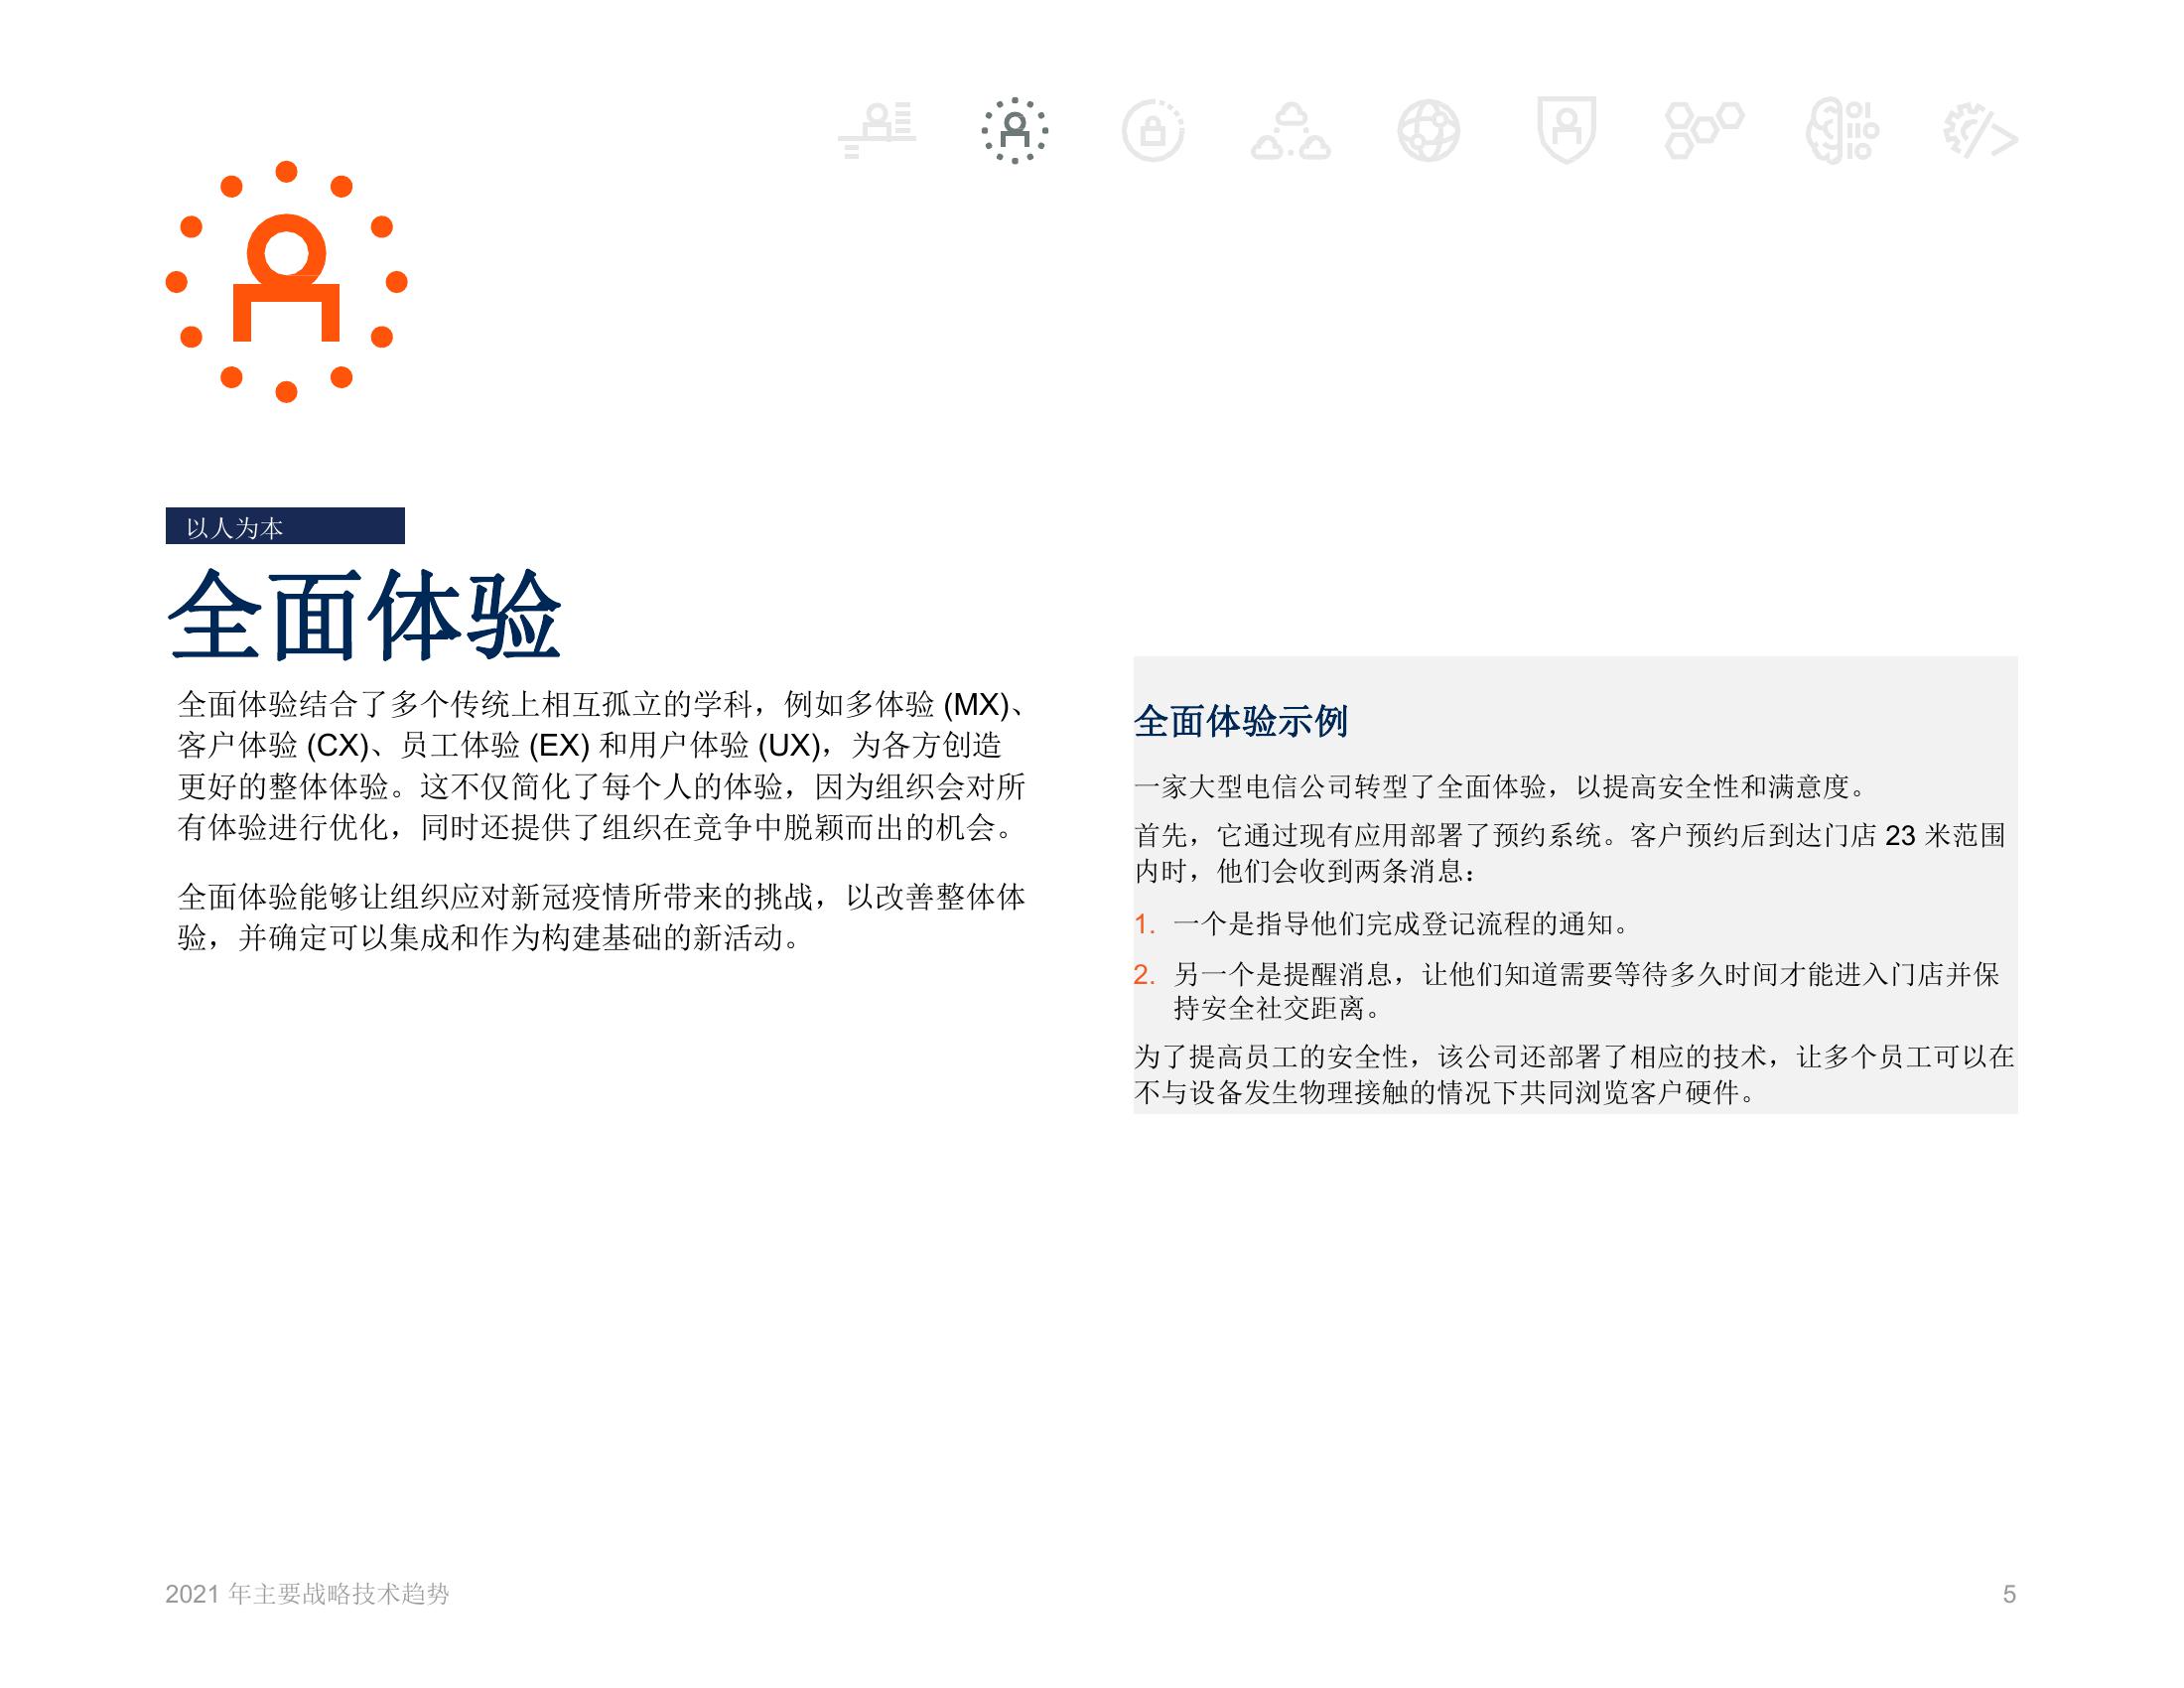 以人为本
全面体验
全面体验结合了多个传统上相互孤立的学科，例如多体验 (MX)、
客户体验 (CX)、员工体验 (EX) 和用户体验 (UX)，为各方创造
更好的整体体验。这不仅简化了每个人的体验，因为组织会对所
有体验进行优化，同时还提供了组织在竞争中脱颖而出的机会。
全面体验能够让组织应对新冠疫情所带来的挑战，以改善整体体
验，并确定可以集成和作为构建基础的新活动。
全面体验示例
一家大型电信公司转型了全面体验，以提高安全性和满意度。
首先，它通过现有应用部署了预约系统。客户预约后到达门店 23 米范围
内时，他们会收到两条消息：
1. 一个是指导他们完成登记流程的通知。
2. 另一个是提醒消息，让他们知道需要等待多久时间才能进入门店并保
持安全社交距离。
为了提高员工的安全性，该公司还部署了相应的技术，让多个员工可以在
不与设备发生物理接触的情况下共同浏览客户硬件。
2021 年主要战略技术趋势
5